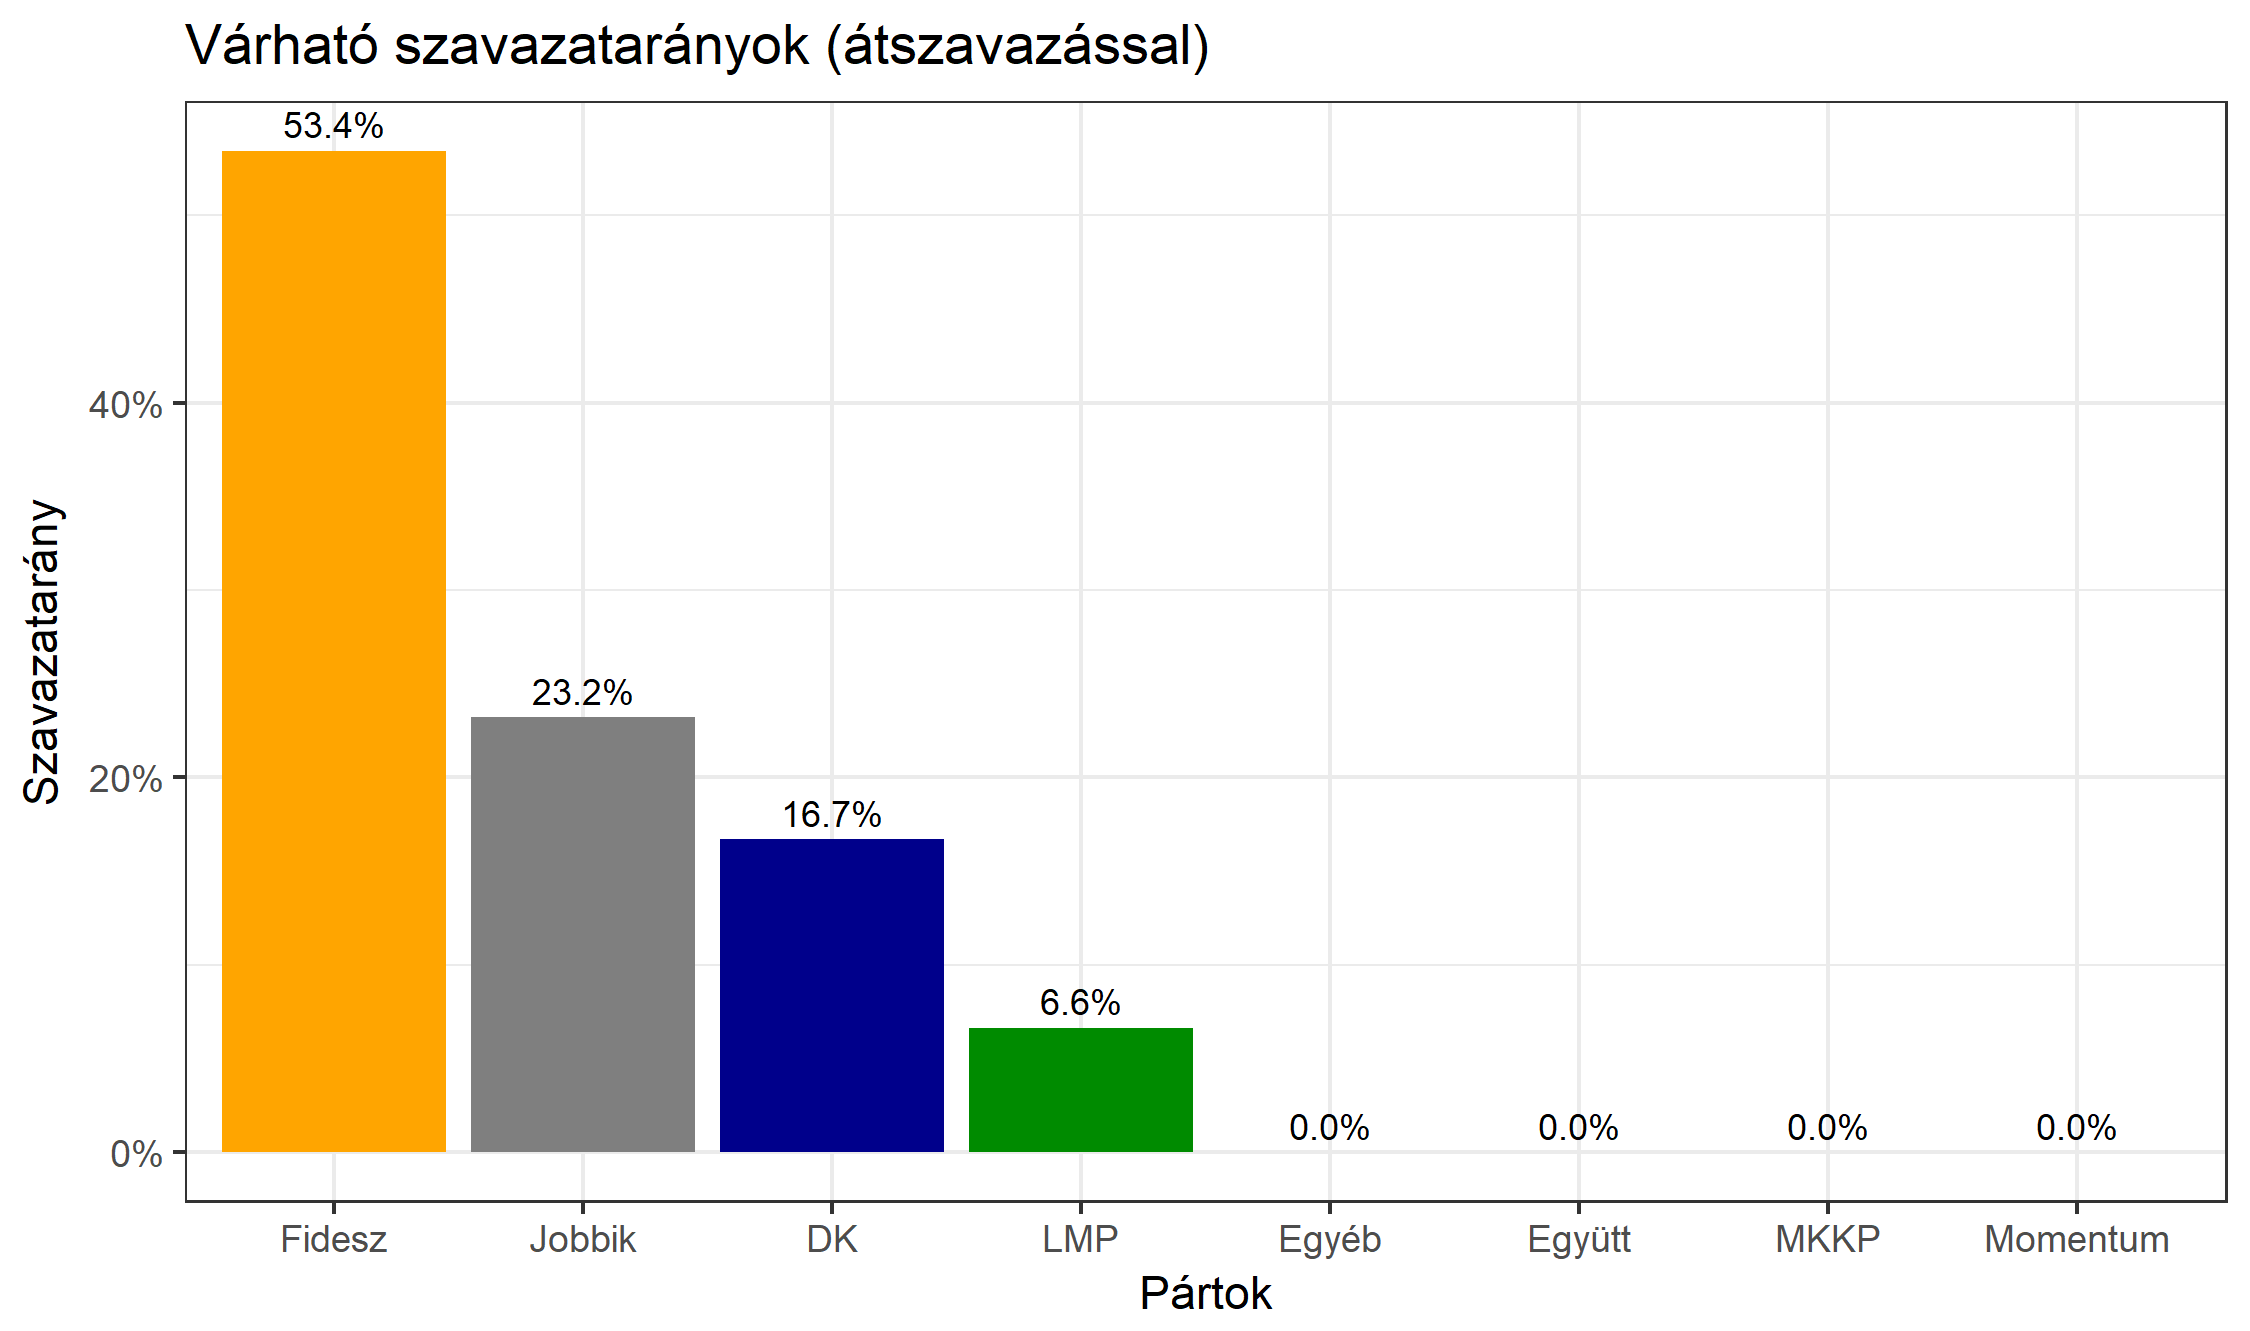 Várható szavazatarányok (átszavazással)
53.4%
23.2%
16.7%
6.6%
0.0%
0.0%
0.0%
0.0%
40%
20%
0%
Szavazatarány
Fidesz
Jobbik
DK
LMP
Egyéb
Együtt
MKKP
Momentum
Pártok